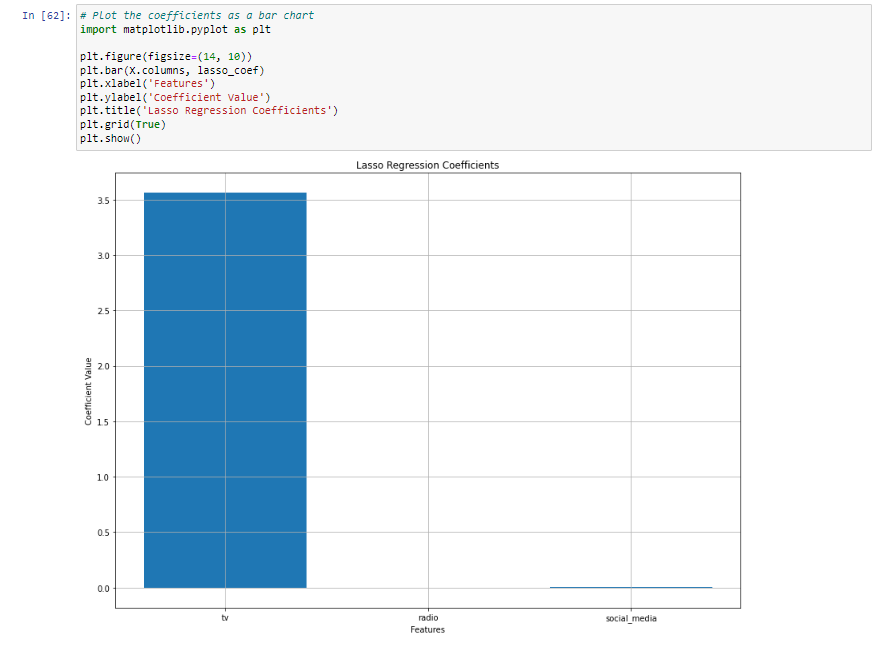 In [62]: # Plot the coefficients as a bar chart
import matplotlib.pyplot as plt
plt.figure(figsize=(14, 10))
plt.bar(X.columns, lasso_coef)
plt.xlabel('Features')
plt.ylabel('Coefficient Value')
plt.title('Lasso Regression Coefficients')
plt.grid(True)
plt.show()
Lasso Regression Coefficients
3.5
3.0
2.5
2.0
1.5
1.0
0.5
0.0
Coefficient Value
tv radio social_media
Features